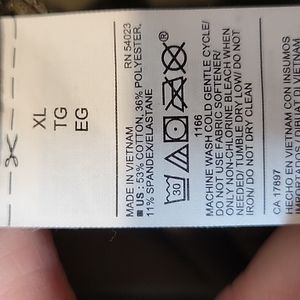 XL
TG
EG
RN 54023
MADE IN VIETNAM
US : 53% COTTON, 36% POLYESTER,
11% SPANDEX/ELASTANE
30
1166
MACHINE WASH COLD GENTLE CYCLE/
DO NOT USE FABRIC SOFTENER/
ONLY NON-CHLORINE BLEACH WHEN
NEEDED/TUMBLE DRY LOW/ DO NOT
IRON/DO NOT DRY CLEAN
CA 17897
HECHO EN VIETNAM CON INSUMOS